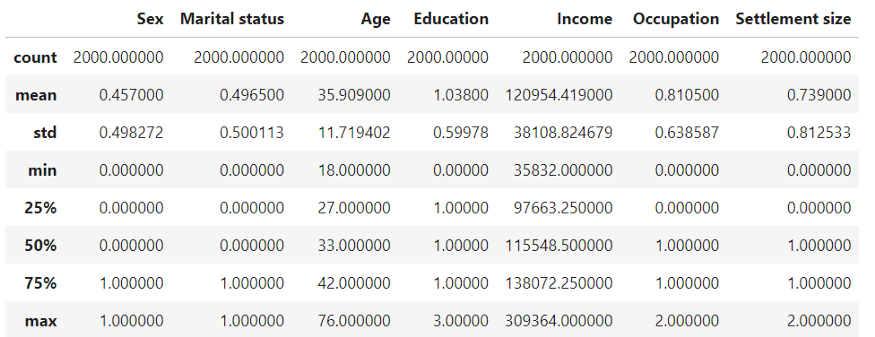 Sex Marital status Age Education Income Occupation Settlement size
count 2000.000000 2000.000000 2000.000000 2000.00000 2000.000000 2000.000000 2000.000000
mean 0.457000 0.496500 35.909000 1.03800 120954.419000 0.810500 0.739000
std 0.498272 0.500113 11.719402 0.59978 38108.824679 0.638587 0.812533
min 0.000000 0.000000 18.000000 0.00000 35832.000000 0.000000 0.000000
25% 0.000000 0.000000 27.000000 1.00000 97663.250000 0.000000 0.000000
50% 0.000000 0.000000 33.000000 1.00000 115548.500000 1.000000 1.000000
75% 1.000000 1.000000 42.000000 1.00000 138072.250000 1.000000 1.000000
max 1.000000 1.000000 76.000000 3.00000 309364.000000 2.000000 2.000000